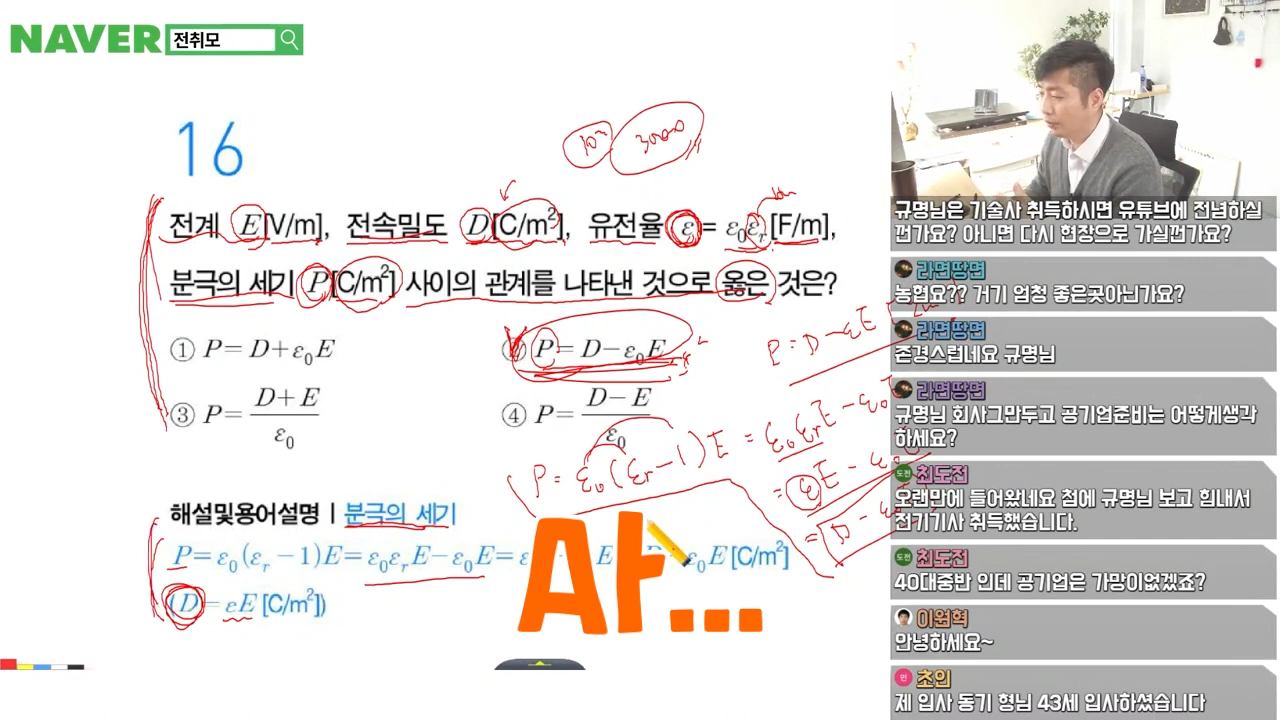 NAVER 전취모
16
전계 E[V/m], 전속밀도 D[C/m²], 유전율 ε = ε₀εᵣ[F/m],
분극의 세기 P[C/m²] 사이의 관계를 나타낸 것으로 옳은 것은?
① P=D+ε₀E
② P=D−ε₀E
③ P=(D+E)/ε₀
④ P=(D−E)/ε₀
P=ε₀(εᵣ−1)E = ε₀εᵣE−ε₀E
해설및용어설명 | 분극의 세기
P=ε₀(εᵣ−1)E=ε₀εᵣE−ε₀E=
ε₀E[C/m²]
(D=εE[C/m²])
아...
규명님은 기술사 취득하시면 유튜브에 전념하실
껀가요? 아니면 다시 현장으로 가실껀가요?
라면땅면
농협요?? 거기 엄청 좋은곳아닌가요?
라면땅면
존경스럽네요 규명님
라면땅면
규명님 회사그만두고 공기업준비는 어떻게생각
하세요?
도전 최도전
오랜만에 들어왔네요 첨에 규명님 보고 힘내서
전기기사 취득했습니다.
도전 최도전
40대중반 인데 공기업은 가망이없겠죠?
이원혁
안녕하세요~
인 초인
제 입사 동기 형님 43세 입사하셨습니다